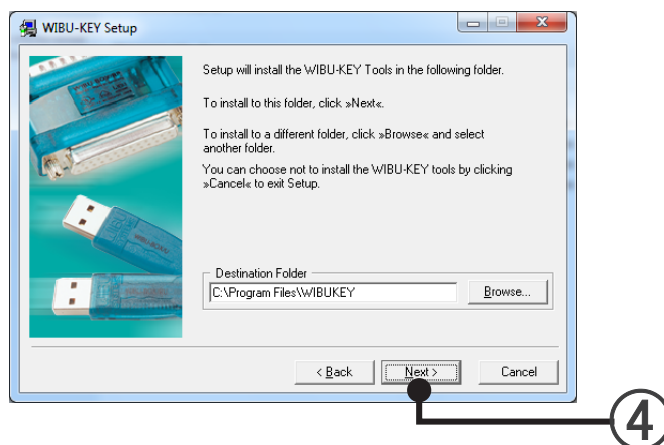 WIBU-KEY Setup
Setup will install the WIBU-KEY Tools in the following folder.
To install to this folder, click »Next«.
To install to a different folder, click »Browse« and select
another folder.
You can choose not to install the WIBU-KEY tools by clicking
»Cancel« to exit Setup.
Destination Folder
C:\Program Files\WIBUKEY
Browse...
< Back
Next >
Cancel
4